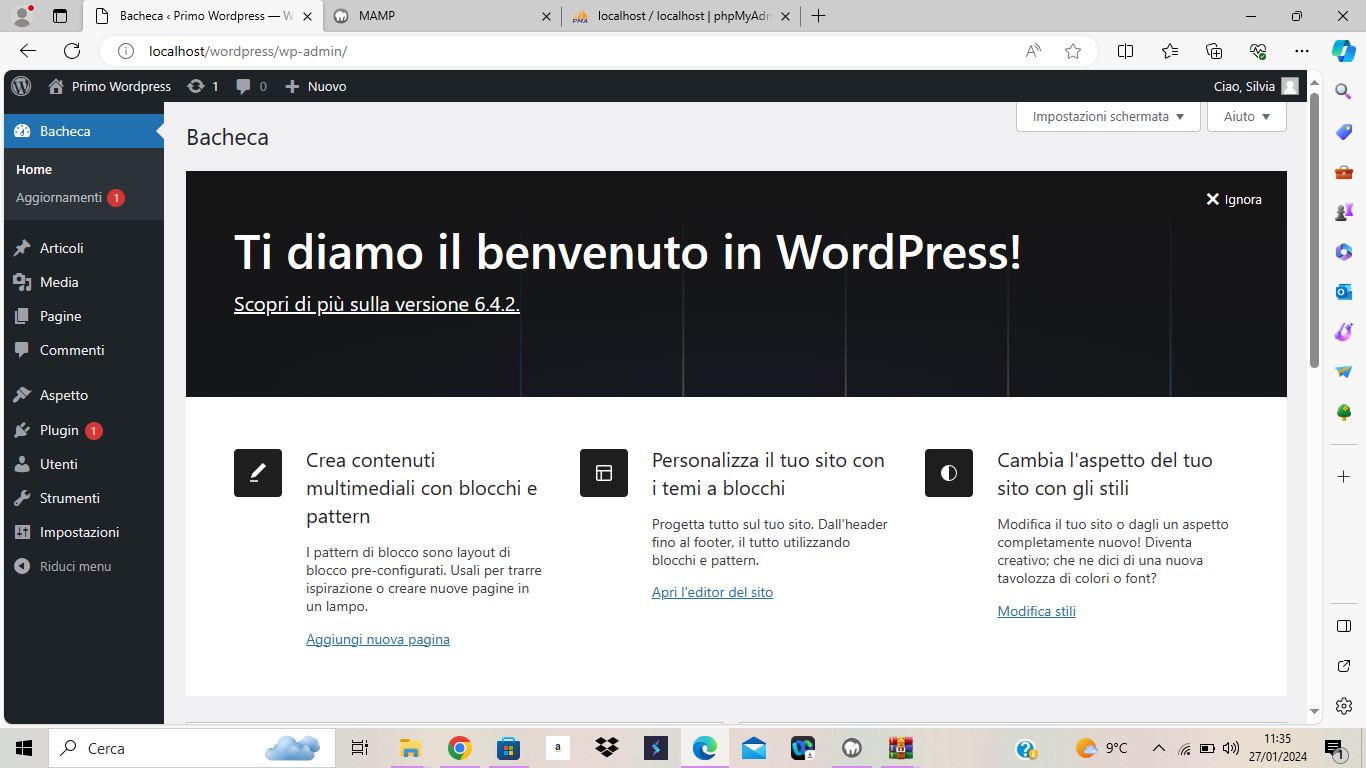 Bacheca ‹ Primo Wordpress — W
MAMP
localhost / localhost | phpMyAdm
localhost/wordpress/wp-admin/
Primo Wordpress 1 0 Nuovo
Ciao, Silvia
Bacheca
Home
Aggiornamenti 1
Articoli
Media
Pagine
Commenti
Aspetto
Plugin 1
Utenti
Strumenti
Impostazioni
Riduci menu
Impostazioni schermata
Aiuto
Bacheca
Ignora
Ti diamo il benvenuto in WordPress!
Scopri di più sulla versione 6.4.2.
Crea contenuti
multimediali con blocchi e
pattern
I pattern di blocco sono layout di
blocco pre-configurati. Usali per trarre
ispirazione o creare nuove pagine in
un lampo.
Aggiungi nuova pagina
Personalizza il tuo sito con
i temi a blocchi
Progetta tutto sul tuo sito. Dall'header
fino al footer, il tutto utilizzando
blocchi e pattern.
Apri l'editor del sito
Cambia l'aspetto del tuo
sito con gli stili
Modifica il tuo sito o dagli un aspetto
completamente nuovo! Diventa
creativo; che ne dici di una nuova
tavolozza di colori o font?
Modifica stili
Cerca
9°C
11:35
27/01/2024
1